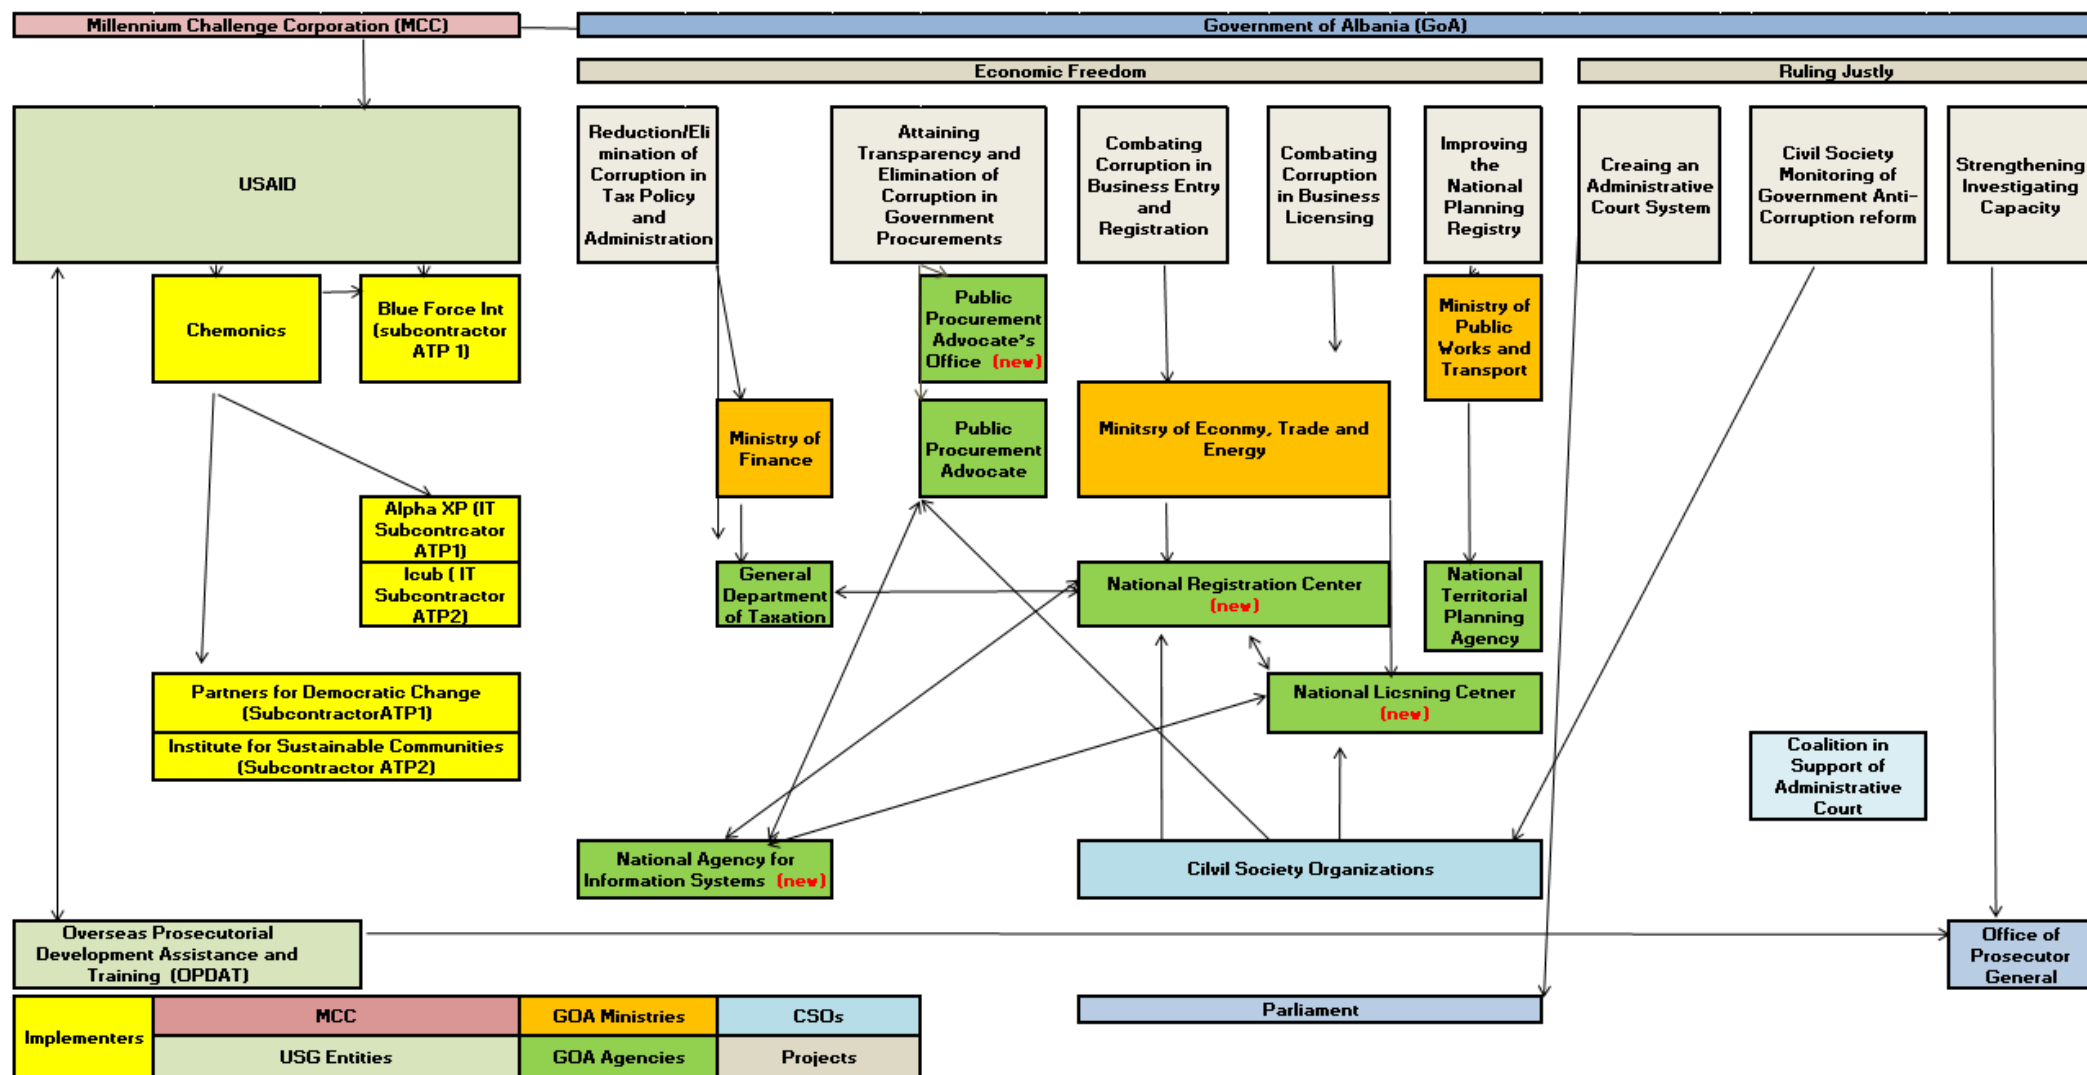 Millennium Challenge Corporation (MCC)
Government of Albania (GoA)
Economic Freedom
Ruling Justly
USAID
Reduction/Eli
mination of
Corruption in
Tax Policy
and
Administration
Attaining
Transparency and
Elimination of
Corruption in
Government
Procurements
Combating
Corruption in
Business Entry
and
Registration
Combating
Corruption
in Business
Licensing
Improving
the
National
Planning
Registry
Creaing an
Administrative
Court System
Civil Society
Monitoring of
Government Anti-
Corruption reform
Strengthening
Investigating
Capacity
Chemonics
Blue Force Int
(subcontractor
ATP 1)
Public
Procurement
Advocate's
Office (new)
Ministry of
Public
Works and
Transport
Ministry of
Finance
Public
Procurement
Advocate
Minitsry of Econmy, Trade and
Energy
Alpha XP (IT
Subcontrcator
ATP1)
Icub ( IT
Subcontractor
ATP2)
General
Department
of Taxation
National Registration Center
(new)
National
Territorial
Planning
Agency
Partners for Democratic Change
(SubcontractorATP1)
Institute for Sustainable Communities
(Subcontractor ATP2)
National Licsning Cetner
(new)
Coalition in
Support of
Administrative
Court
National Agency for
Information Systems (new)
Cilvil Society Organizations
Overseas Prosecutorial
Development Assistance and
Training (OPDAT)
Office of
Prosecutor
General
Parliament
Implementers
MCC
GOA Ministries
CSOs
USG Entities
GOA Agencies
Projects